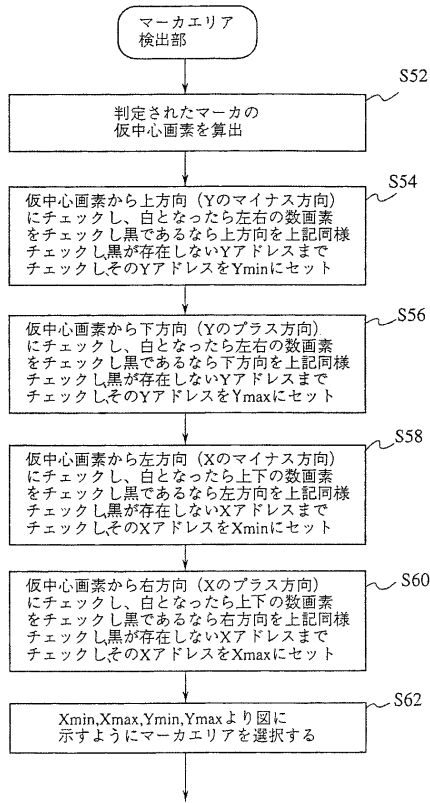 マーカエリア
検出部
S52
判定されたマーカの
仮中心画素を算出
S54
仮中心画素から上方向（Yのマイナス方向）
にチェックし、白となったら左右の数画素
をチェックし黒であるなら上方向を上記同様
チェックし、黒が存在しないYアドレスまで
チェックし、そのYアドレスをYminにセット
S56
仮中心画素から下方向（Yのプラス方向）
にチェックし、白となったら左右の数画素
をチェックし黒であるなら下方向を上記同様
チェックし、黒が存在しないYアドレスまで
チェックし、そのYアドレスをYmaxにセット
S58
仮中心画素から左方向（Xのマイナス方向）
にチェックし、白となったら上下の数画素
をチェックし黒であるなら左方向を上記同様
チェックし、黒が存在しないXアドレスまで
チェックし、そのXアドレスをXminにセット
S60
仮中心画素から右方向（Xのプラス方向）
にチェックし、白となったら上下の数画素
をチェックし黒であるなら右方向を上記同様
チェックし、黒が存在しないXアドレスまで
チェックし、そのXアドレスをXmaxにセット
S62
Xmin,Xmax,Ymin,Ymaxより図に
示すようにマーカエリアを選択する